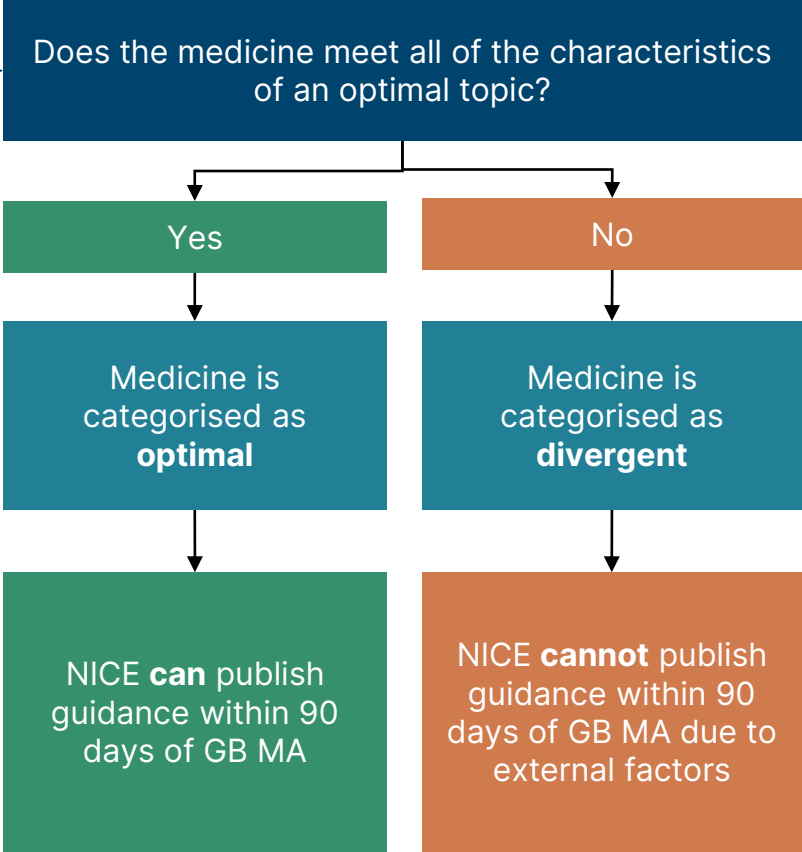 Does the medicine meet all of the characteristics
of an optimal topic?
Yes
No
Medicine is
categorised as
optimal
Medicine is
categorised as
divergent
NICE can publish
guidance within 90
days of GB MA
NICE cannot publish
guidance within 90
days of GB MA due to
external factors